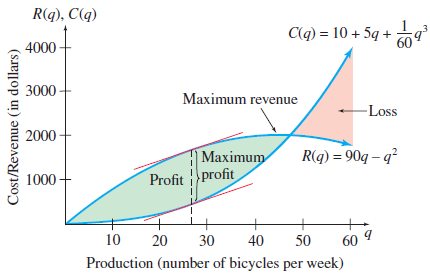 R(q), C(q)
C(q) = 10 + 5q + 1/60 q³
4000
3000
2000
1000
Cost/Revenue (in dollars)
Maximum revenue
Loss
Maximum
profit
Profit
R(q) = 90q – q²
10 20 30 40 50 60 q
Production (number of bicycles per week)